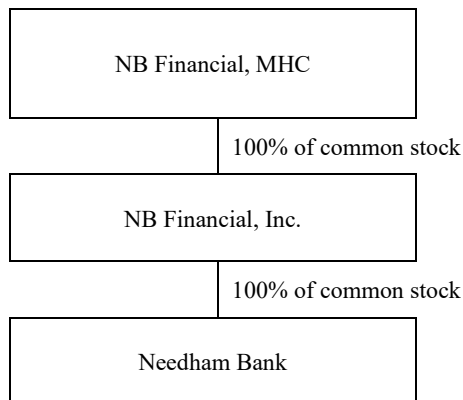 NB Financial, MHC
100% of common stock
NB Financial, Inc.
100% of common stock
Needham Bank